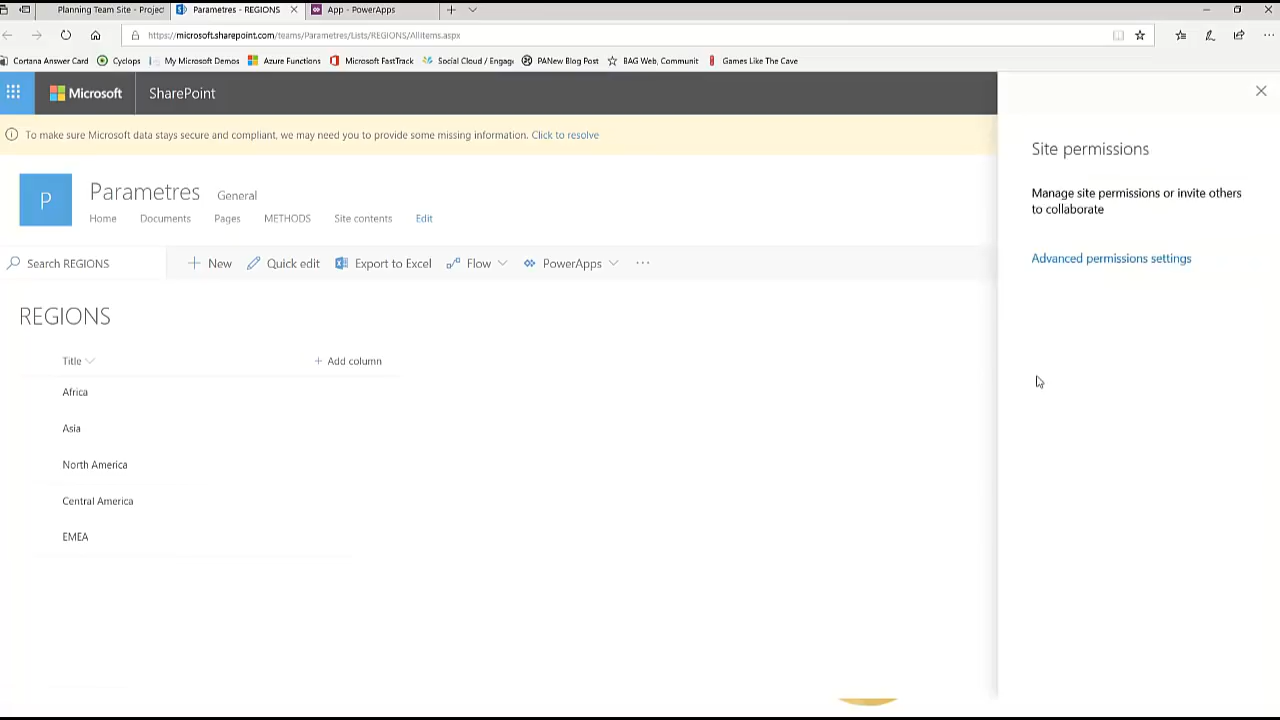 Planning Team Site - Projec
Parametres - REGIONS
App - PowerApps
https://microsoft.sharepoint.com/teams/Parametres/Lists/REGIONS/AllItems.aspx
Cortana Answer Card
Cyclops
My Microsoft Demos
Azure Functions
Microsoft FastTrack
Social Cloud / Engag
PANew Blog Post
BAG Web, Communit
Games Like The Cave
Microsoft
SharePoint
To make sure Microsoft data stays secure and compliant, we may need you to provide some missing information. Click to resolve
P
Parametres General
Home Documents Pages METHODS Site contents Edit
Search REGIONS
New Quick edit Export to Excel Flow PowerApps ...
REGIONS
Title + Add column
Africa
Asia
North America
Central America
EMEA
Site permissions
Manage site permissions or invite others
to collaborate
Advanced permissions settings